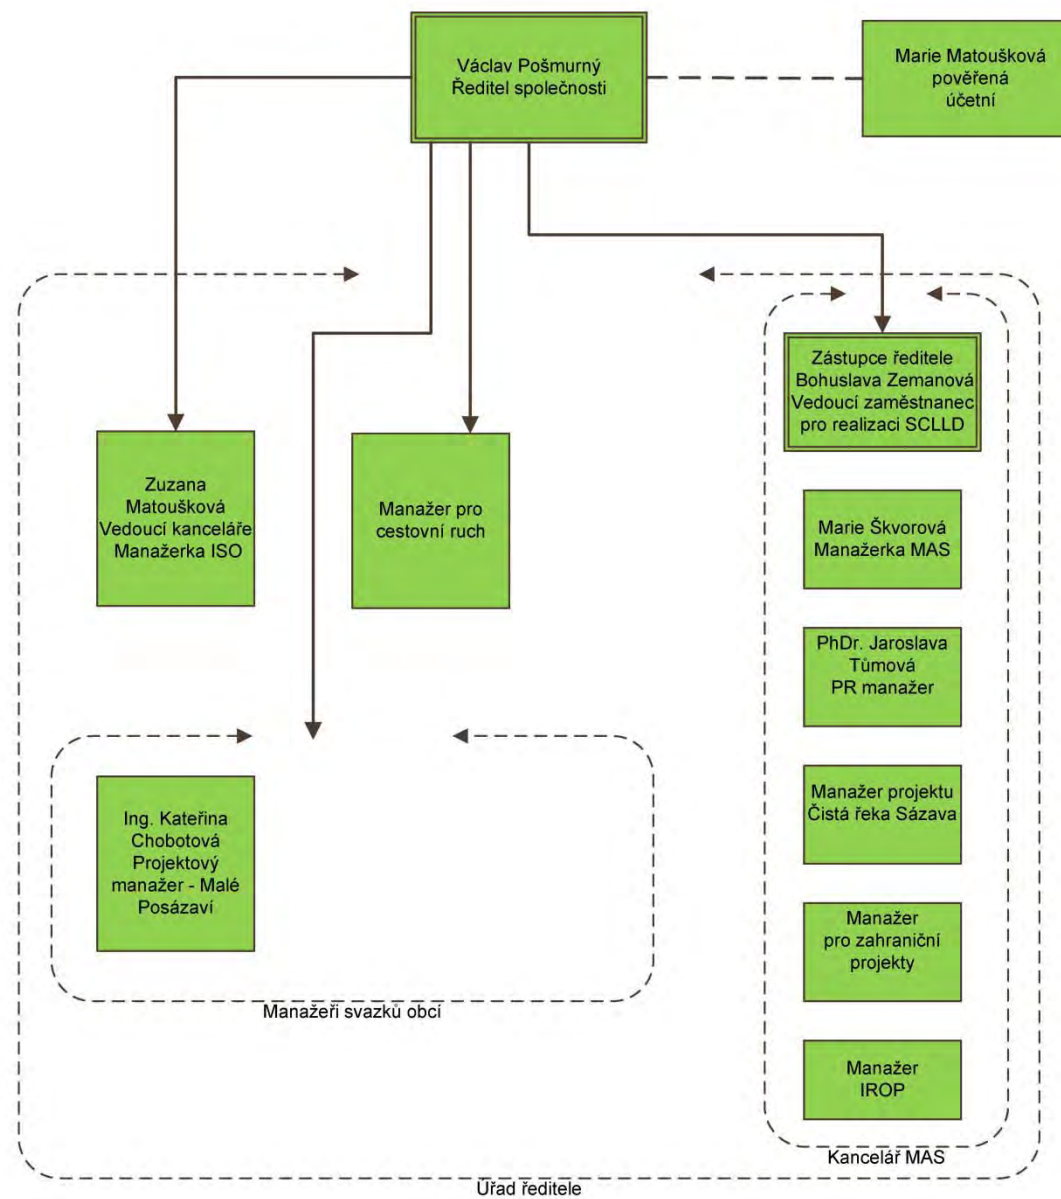 Václav Pošmurný
Ředitel společnosti
Marie Matoušková
pověřená
účetní
Zástupce ředitele
Bohuslava Zemanová
Vedoucí zaměstnanec
pro realizaci SCLLD
Zuzana
Matoušková
Vedoucí kanceláře
Manažerka ISO
Manažer pro
cestovní ruch
Marie Škvorová
Manažerka MAS
PhDr. Jaroslava
Tůmová
PR manažer
Manažer projektu
Čistá řeka Sázava
Ing. Kateřina
Chobotová
Projektový
manažer - Malé
Posázaví
Manažer
pro zahraniční
projekty
Manažeři svazků obcí
Manažer
IROP
Kancelář MAS
Úřad ředitele